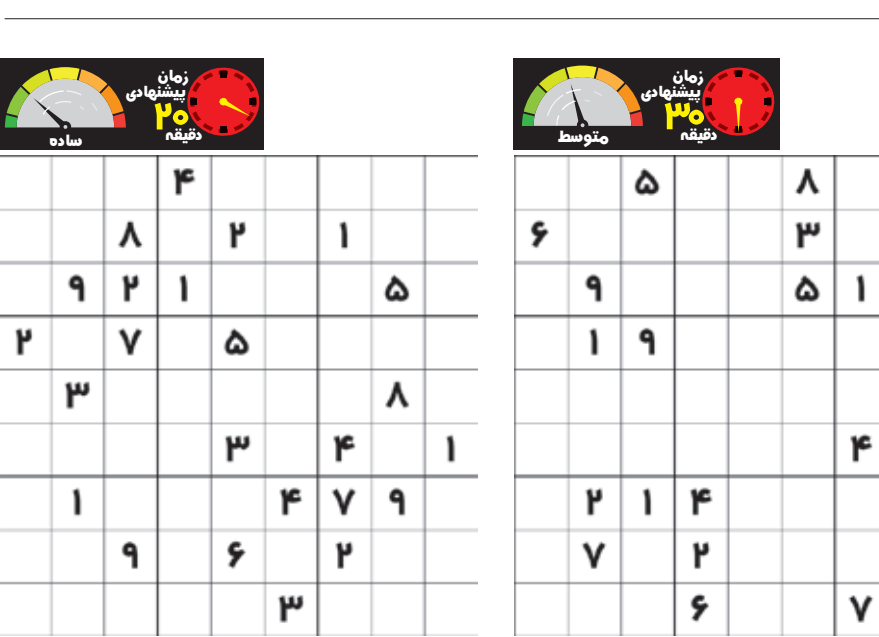 زمان
پیشنهادی
۳۰
دقیقه
متوسط
۵ ۸
۶ ۳
۹ ۵ ۱
۱ ۹
۴
۲ ۱ ۴
۷ ۲
۶ ۷
زمان
پیشنهادی
۲۰
دقیقه
ساده
۴
۸ ۲ ۱
۹ ۲ ۱ ۵
۲ ۷ ۵
۳ ۸
۳ ۴ ۱
۱ ۴ ۷ ۹
۹ ۶ ۲
۳